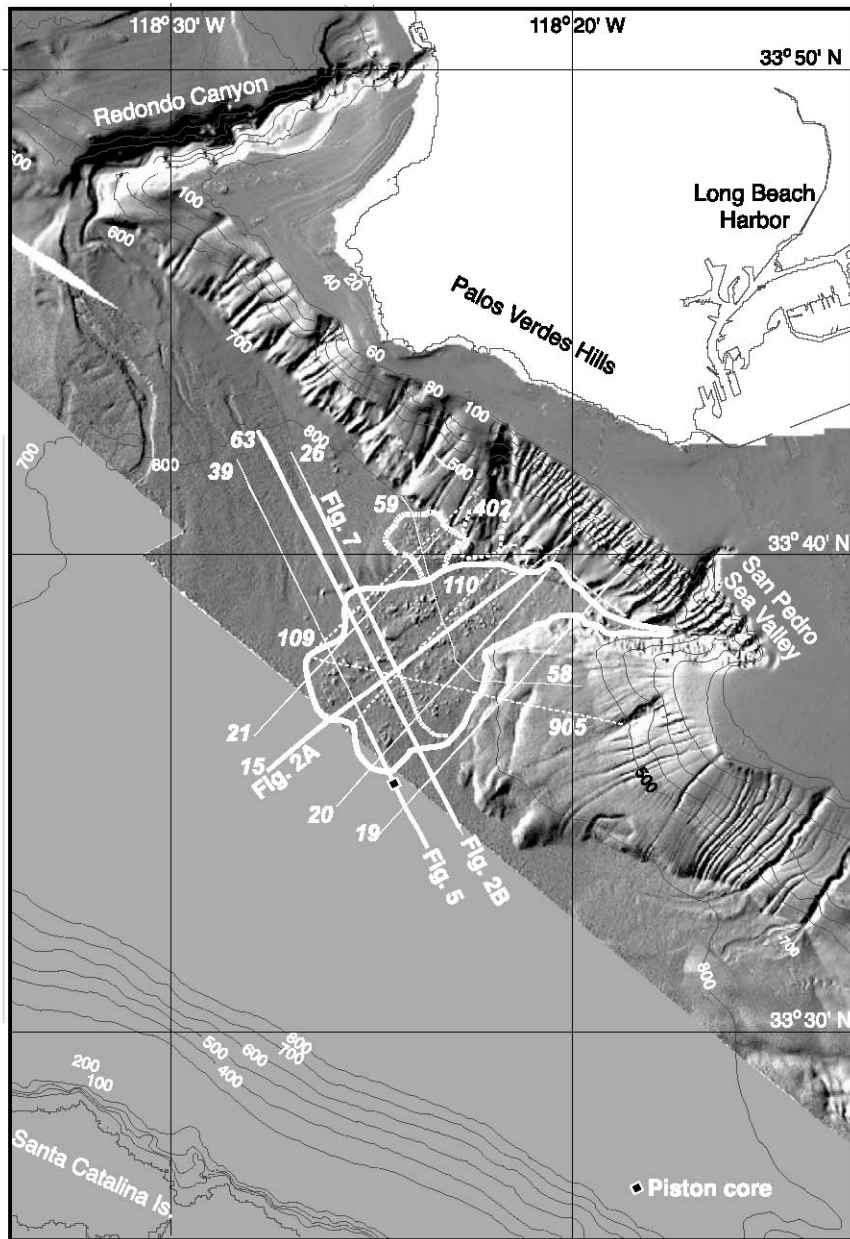 118° 30' W
118° 20' W
33° 50' N
Redondo Canyon
100
600
Long Beach
Harbor
20
40
Palos Verdes Hills
700
60
80
100
700
800
63
39
26
800
500
59
402
Fig. 7
33° 40' N
San Pedro
Sea Valley
110
109
58
905
21
15
Fig. 2A
500
20
19
Fig. 2B
Fig. 5
700
800
33° 30' N
800
700
600
500
400
200
100
Santa Catalina Is.
Piston core